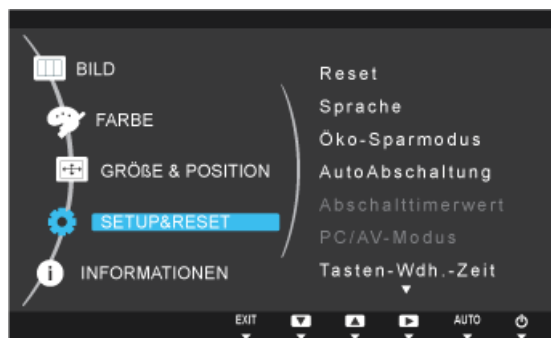 BILD
FARBE
GRÖßE & POSITION
SETUP&RESET
INFORMATIONEN
Reset
Sprache
Öko-Sparmodus
AutoAbschaltung
Abschalttimerwert
PC/AV-Modus
Tasten-Wdh.-Zeit
EXIT
AUTO